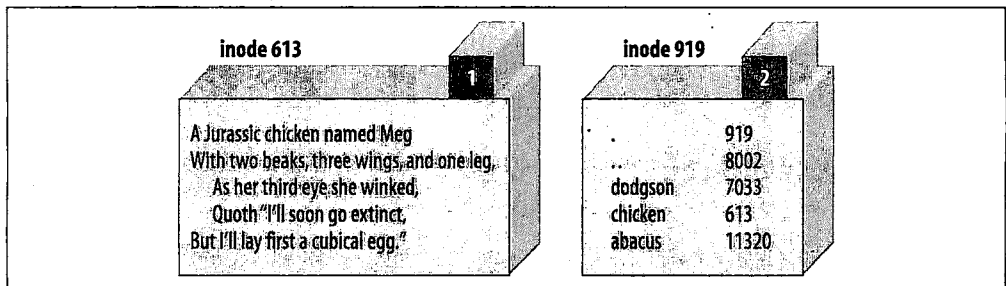 inode 613
1
A Jurassic chicken named Meg
With two beaks, three wings, and one leg,
As her third eye she winked,
Quoth "I'll soon go extinct,
But I'll lay first a cubical egg."
inode 919
2
. 919
.. 8002
dodgson 7033
chicken 613
abacus 11320